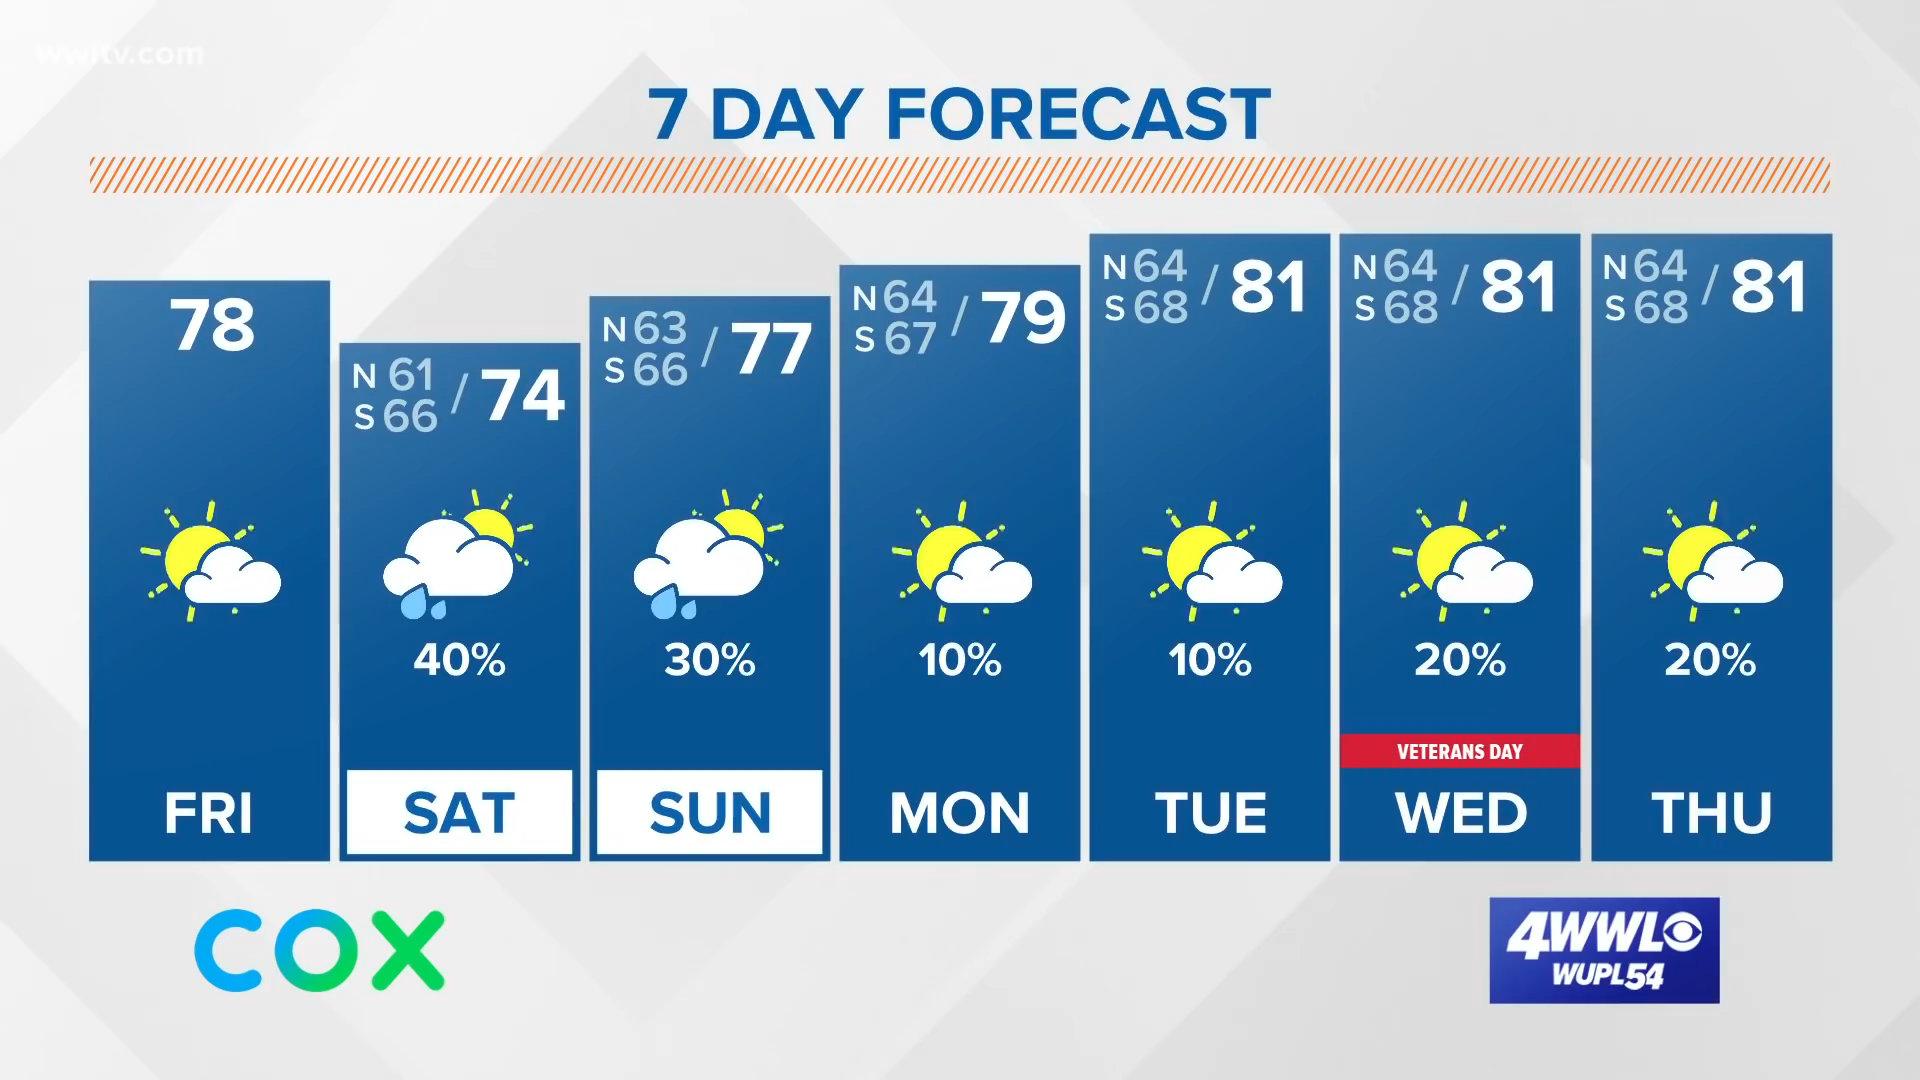 wwltv.com
7 DAY FORECAST
78
FRI
N 61
S 66 / 74
40%
SAT
N 63
S 66 / 77
30%
SUN
N 64
S 67 / 79
10%
MON
N 64
S 68 / 81
10%
TUE
N 64
S 68 / 81
20%
VETERANS DAY
WED
N 64
S 68 / 81
20%
THU
COX
4WWL
WUPL54